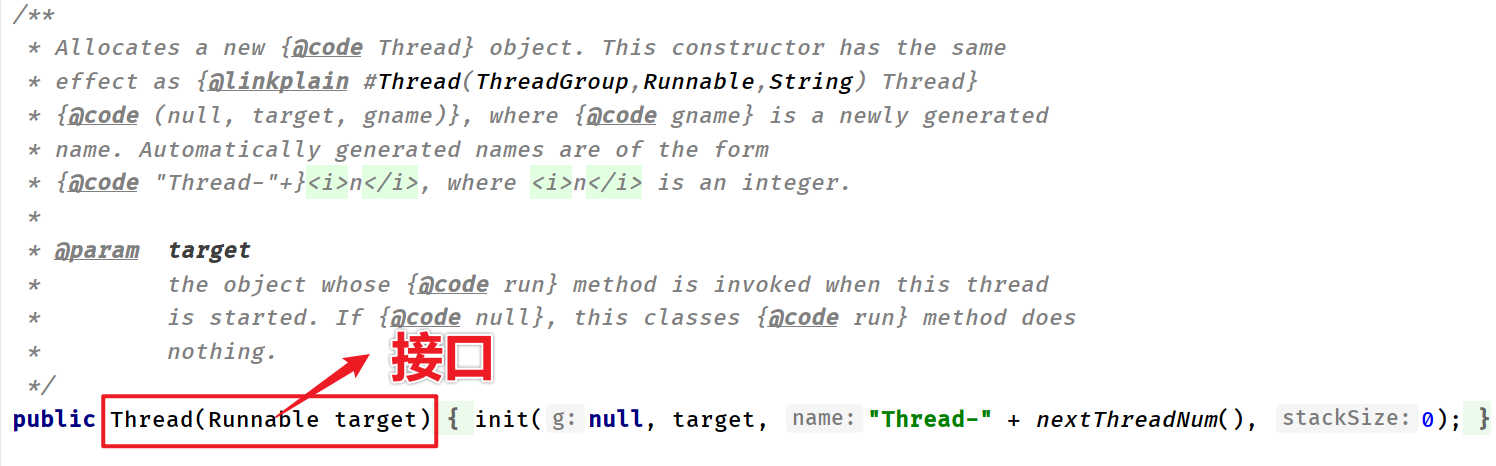 /**
 * Allocates a new {@code Thread} object. This constructor has the same
 * effect as {@linkplain #Thread(ThreadGroup,Runnable,String) Thread}
 * {@code (null, target, gname)}, where {@code gname} is a newly generated
 * name. Automatically generated names are of the form
 * {@code "Thread-"+}<i>n</i>, where <i>n</i> is an integer.
 *
 * @param  target
 *         the object whose {@code run} method is invoked when this thread
 *         is started. If {@code null}, this classes {@code run} method does
 *         nothing.
接口
 */
public Thread(Runnable target) { init( g: null, target, name: "Thread-" + nextThreadNum(), stackSize: 0); }